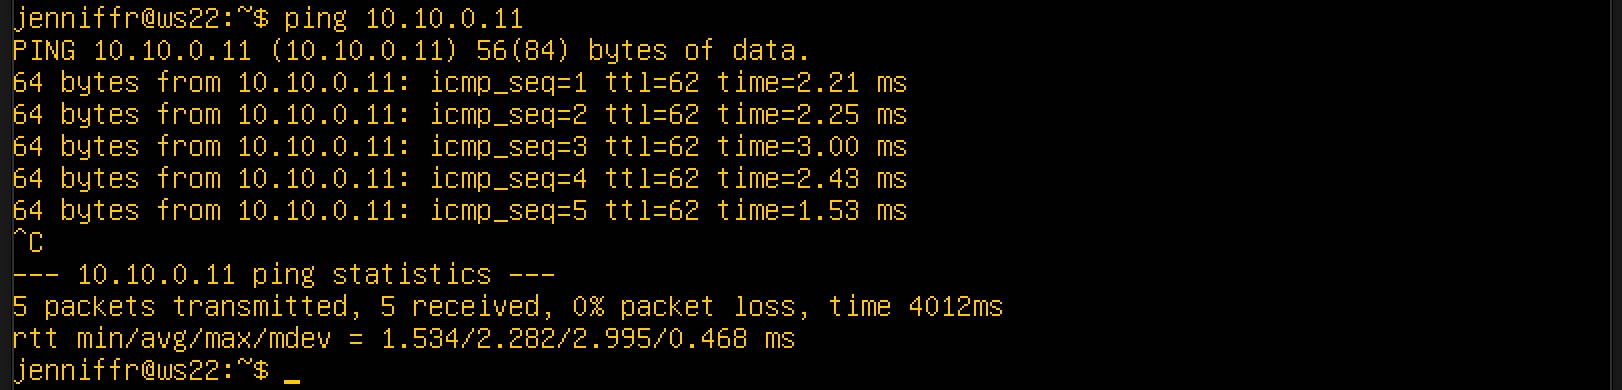 jenniffr@ws22:~$ ping 10.10.0.11
PING 10.10.0.11 (10.10.0.11) 56(84) bytes of data.
64 bytes from 10.10.0.11: icmp_seq=1 ttl=62 time=2.21 ms
64 bytes from 10.10.0.11: icmp_seq=2 ttl=62 time=2.25 ms
64 bytes from 10.10.0.11: icmp_seq=3 ttl=62 time=3.00 ms
64 bytes from 10.10.0.11: icmp_seq=4 ttl=62 time=2.43 ms
64 bytes from 10.10.0.11: icmp_seq=5 ttl=62 time=1.53 ms
^C
--- 10.10.0.11 ping statistics ---
5 packets transmitted, 5 received, 0% packet loss, time 4012ms
rtt min/avg/max/mdev = 1.534/2.282/2.995/0.468 ms
jenniffr@ws22:~$ _